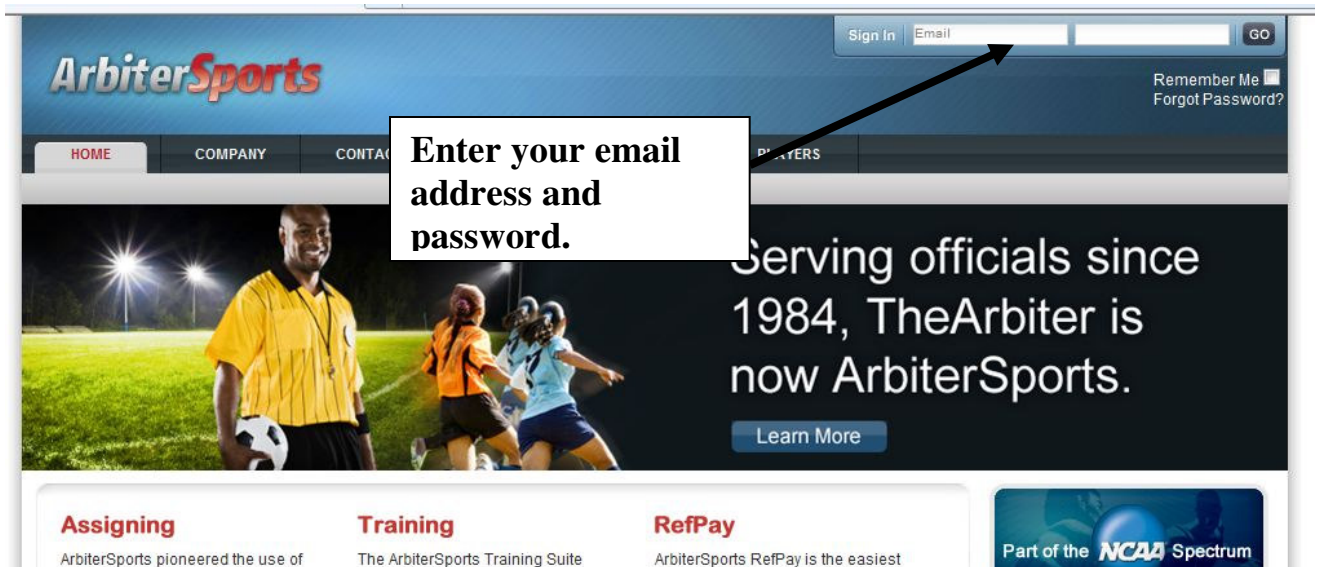 Sign In Email GO
ArbiterSports
Remember Me
Forgot Password?
Enter your email
address and
password.
HOME COMPANY
Serving officials since
1984, TheArbiter is
now ArbiterSports.
Learn More
Assigning
ArbiterSports pioneered the use of
Training
The ArbiterSports Training Suite
RefPay
ArbiterSports RefPay is the easiest
Part of the NCAA Spectrum